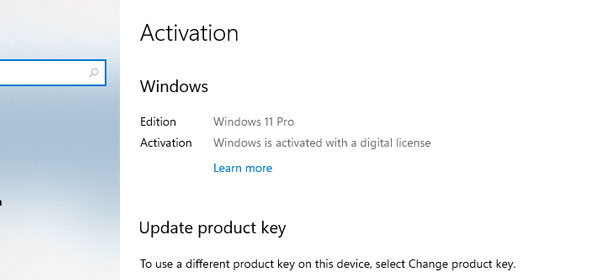 Activation
Windows
Edition Windows 11 Pro
Activation Windows is activated with a digital license
Learn more
Update product key
To use a different product key on this device, select Change product key.